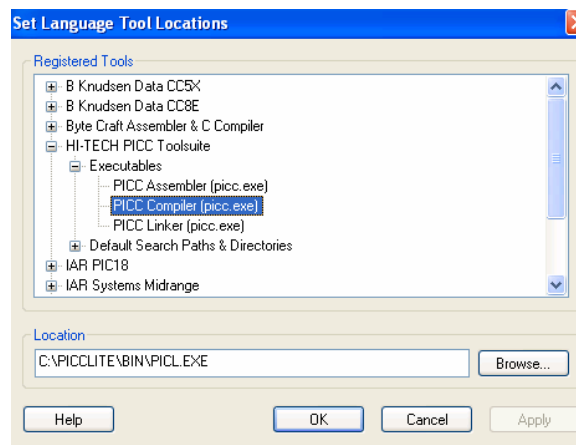 Set Language Tool Locations
Registered Tools
B Knudsen Data CC5X
B Knudsen Data CC8E
Byte Craft Assembler & C Compiler
HI-TECH PICC Toolsuite
Executables
PICC Assembler (picc.exe)
PICC Compiler (picc.exe)
PICC Linker (picc.exe)
Default Search Paths & Directories
IAR PIC18
IAR Systems Midrange
Location
C:\PICCLITE\BIN\PICL.EXE
Browse...
Help
OK
Cancel
Apply